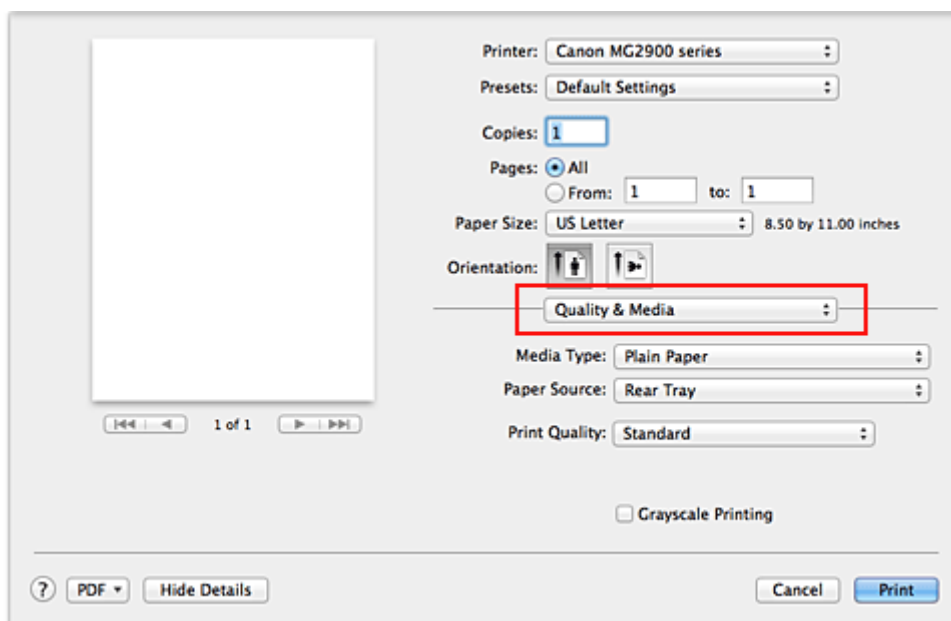 Printer: Canon MG2900 series
Presets: Default Settings
Copies: 1
Pages: All
From: 1 to: 1
Paper Size: US Letter 8.50 by 11.00 inches
Orientation:
Quality & Media
Media Type: Plain Paper
Paper Source: Rear Tray
1 of 1
Print Quality: Standard
Grayscale Printing
? PDF Hide Details Cancel Print